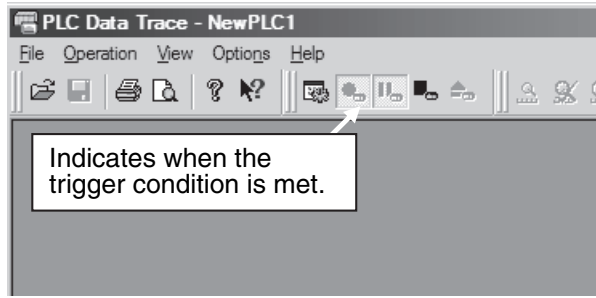 PLC Data Trace - NewPLC1
File Operation View Options Help
Indicates when the
trigger condition is met.